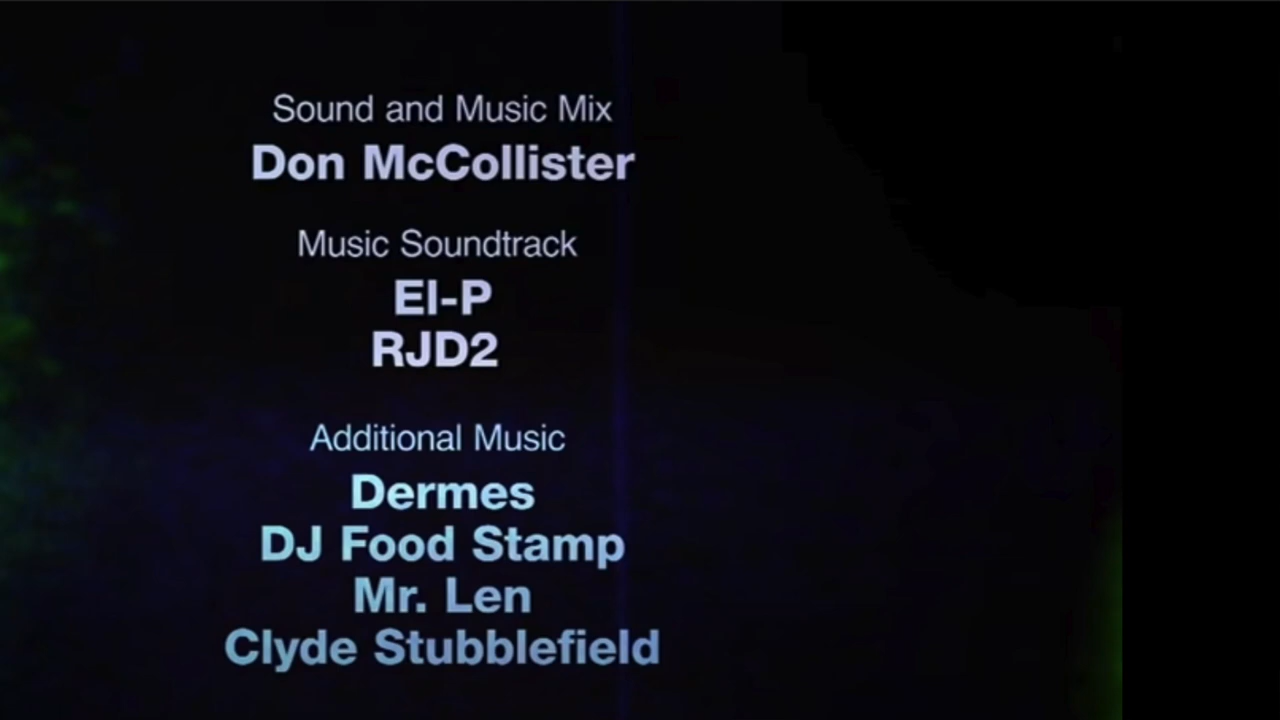 Sound and Music Mix
Don McCollister
Music Soundtrack
El-P
RJD2
Additional Music
Dermes
DJ Food Stamp
Mr. Len
Clyde Stubblefield